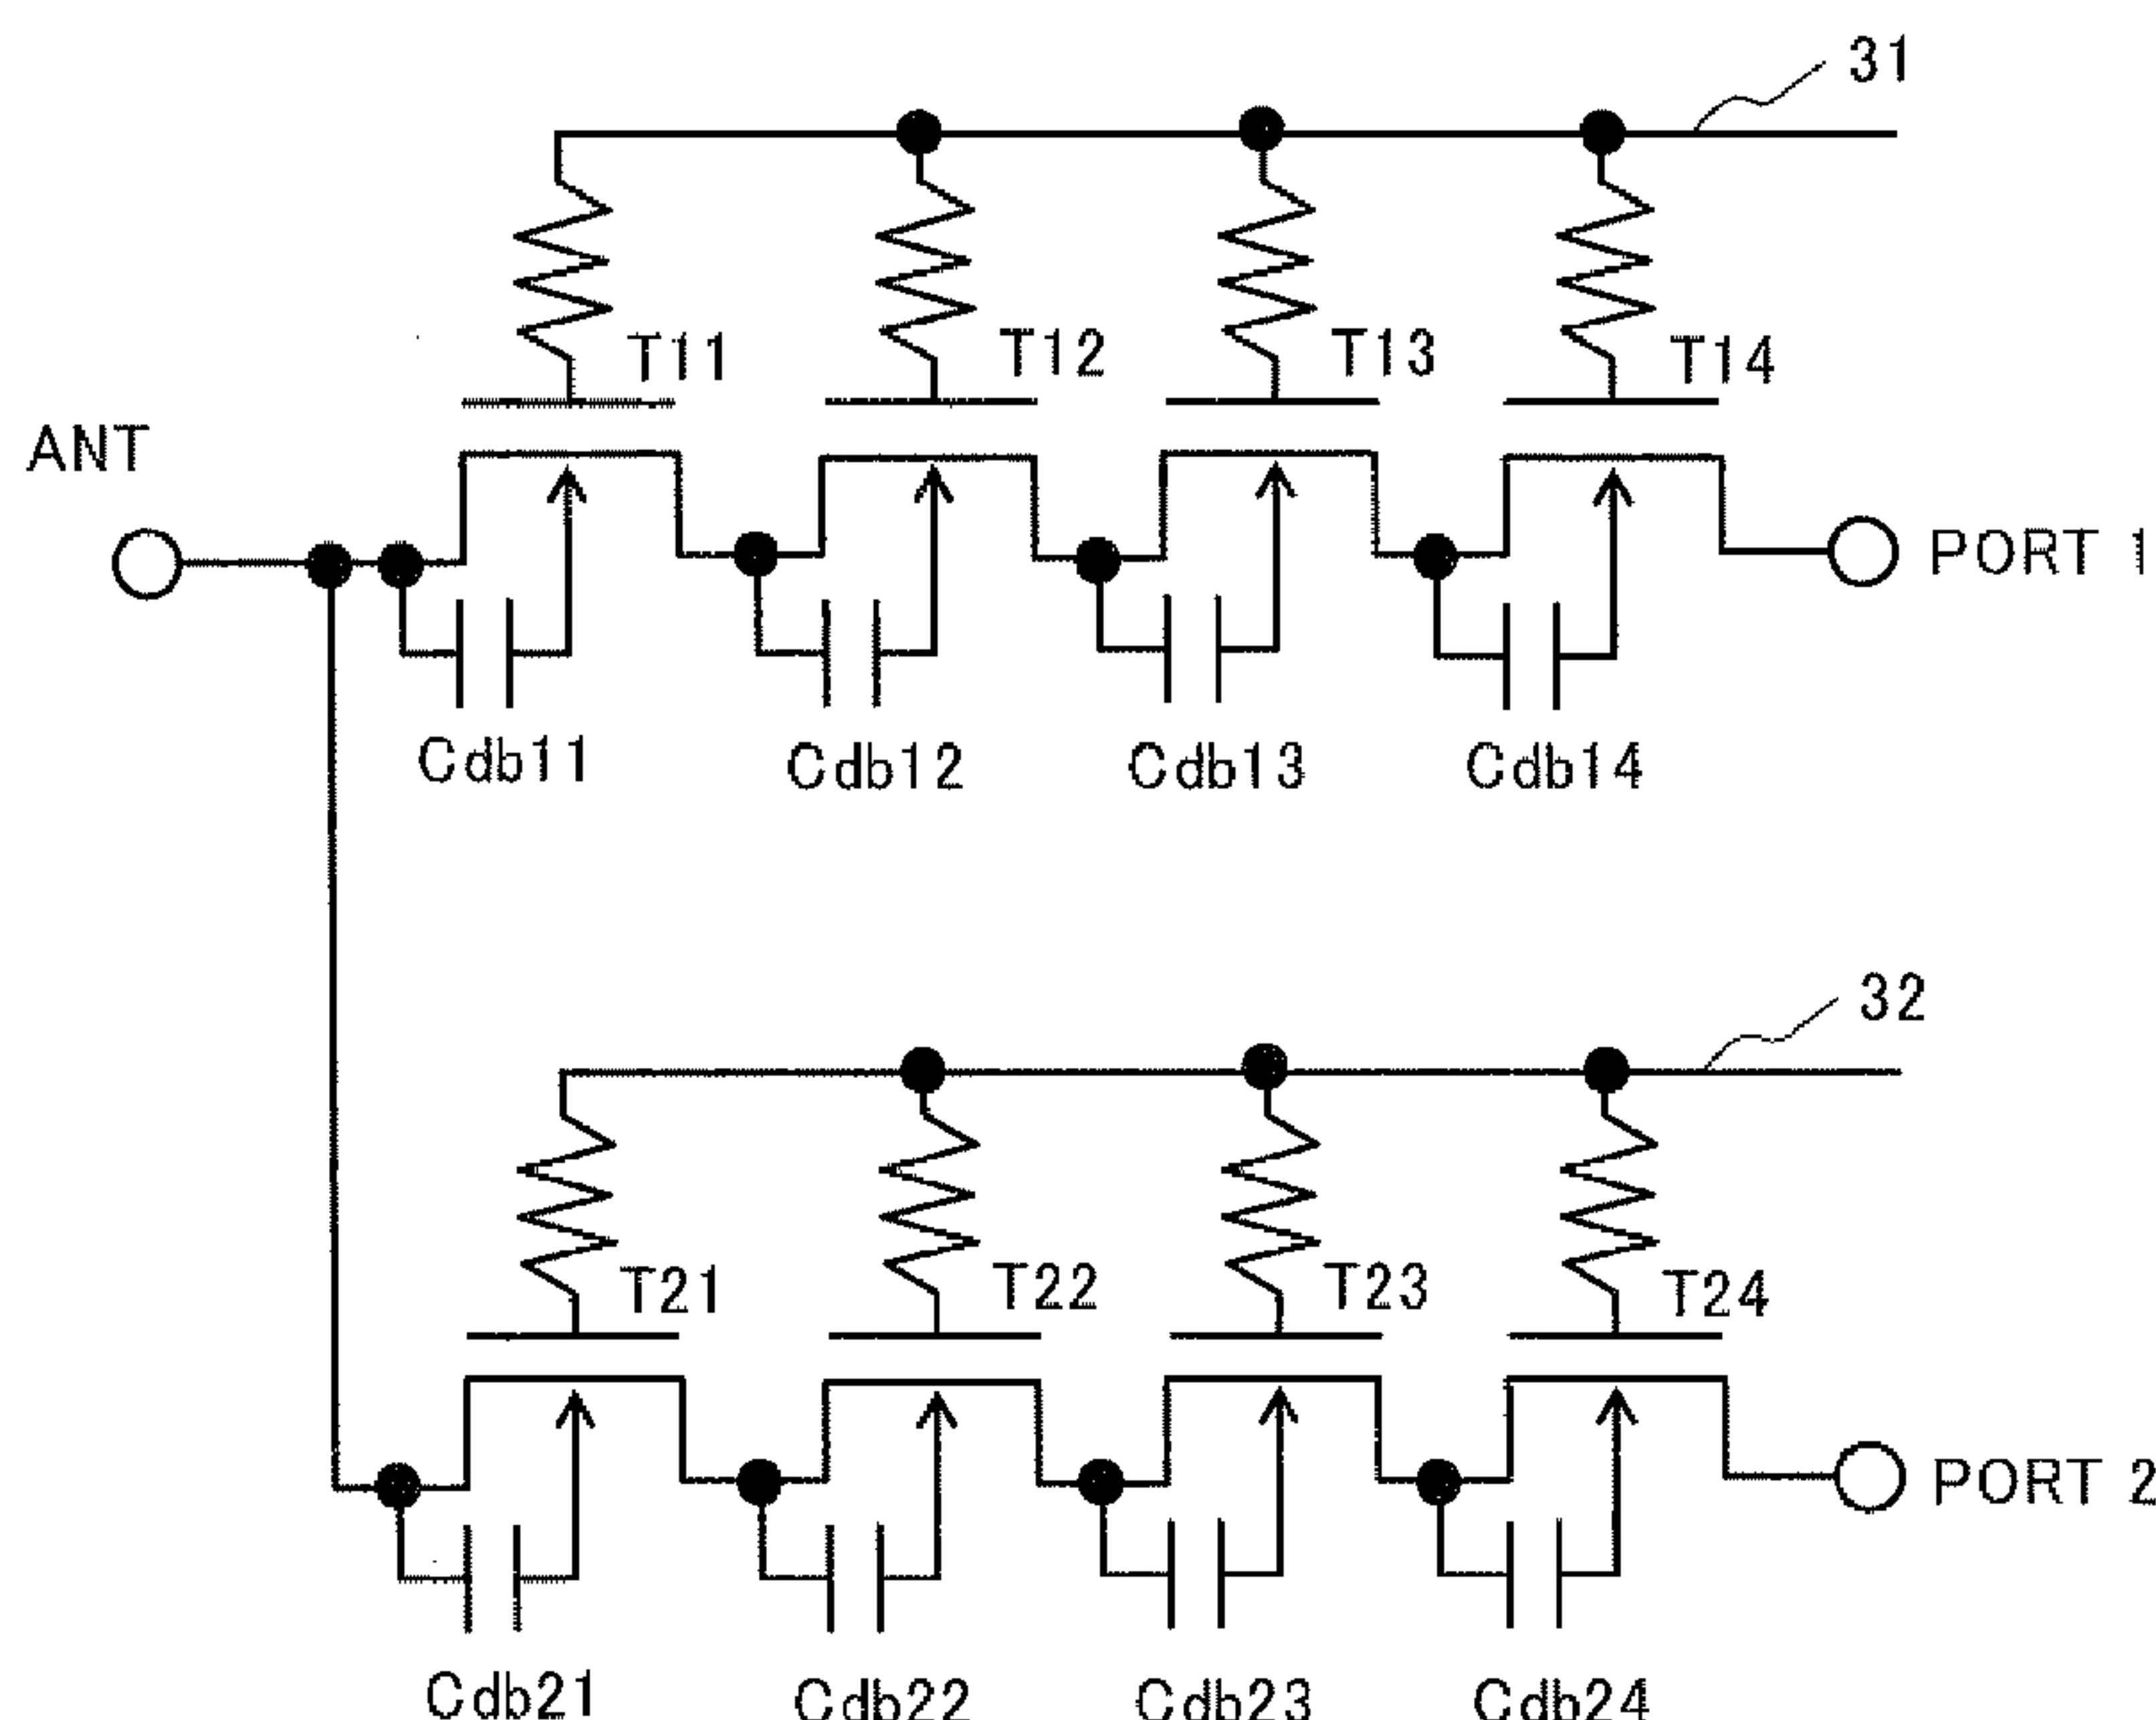 31
T11
T12
T13
T14
ANT
PORT 1
Cdb11
Cdb12
Cdb13
Cdb14
32
T21
T22
T23
T24
PORT 2
Cdb21
Cdb22
Cdb23
Cdb24